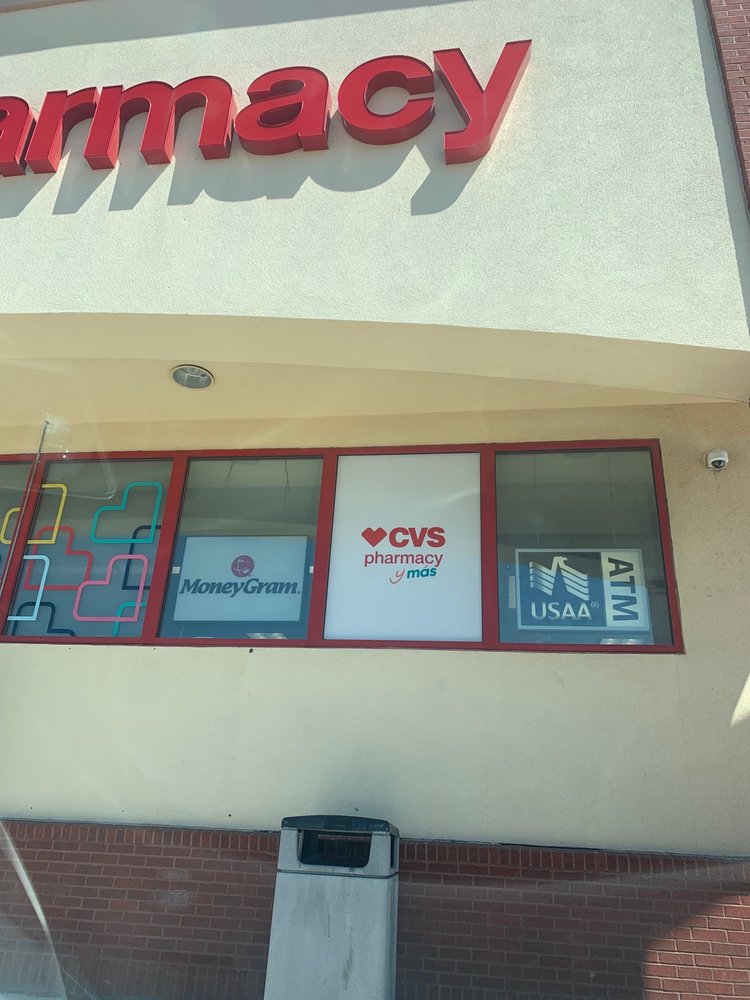 armacy
MoneyGram®
CVS
pharmacy
y más
USAA®
ATM